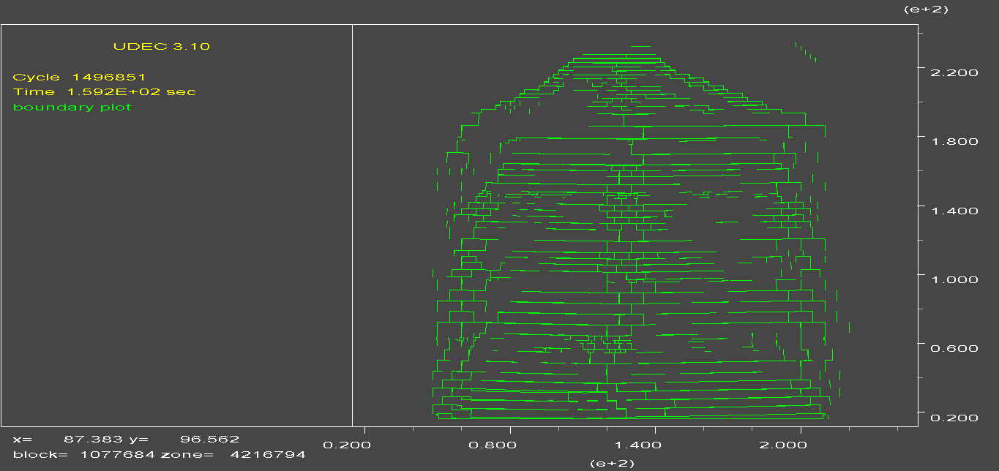 (e+2)
UDEC 3.10
Cycle 1496851
Time 1.592E+02 sec
boundary plot
2.200
1.800
1.400
1.000
0.600
0.200
x= 87.383 y= 96.562
block= 1077684 zone= 4216794
0.200 0.800 1.400 2.000
(e+2)